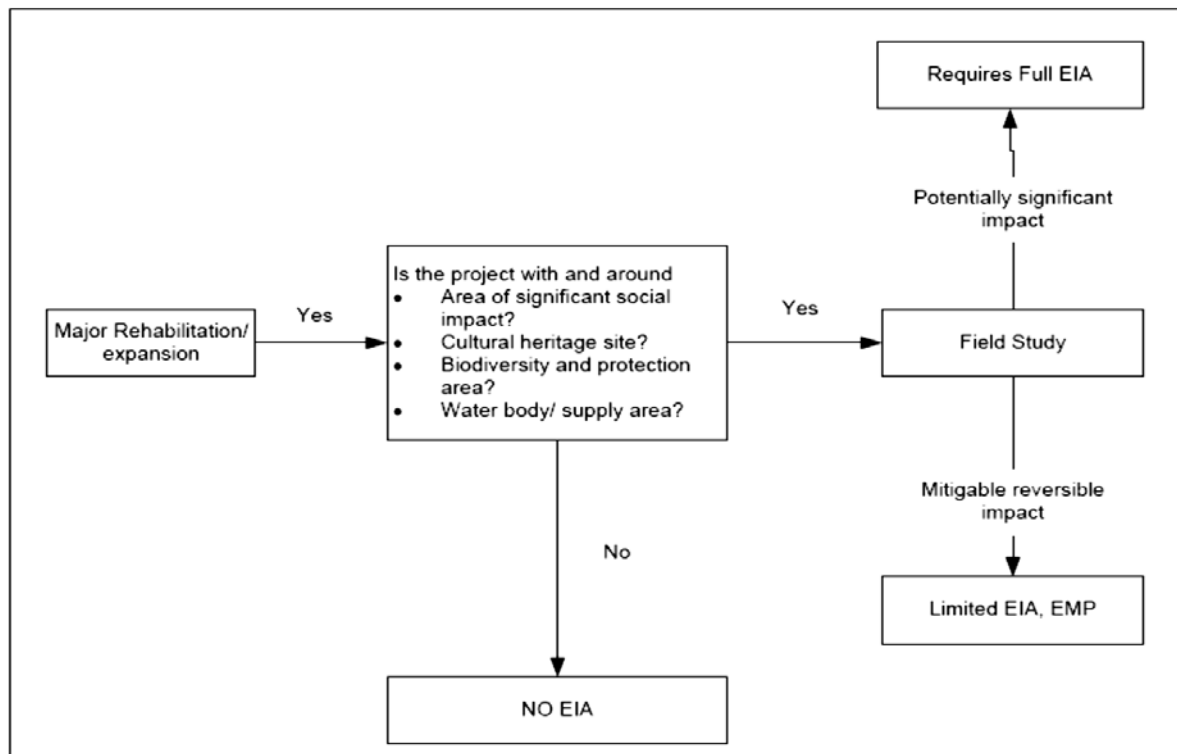 Requires Full EIA
Potentially significant
impact
Is the project with and around
• Area of significant social
impact?
• Cultural heritage site?
• Biodiversity and protection
area?
• Water body/ supply area?
Major Rehabilitation/
expansion
Yes
Yes
Field Study
Mitigable reversible
impact
No
Limited EIA, EMP
NO EIA